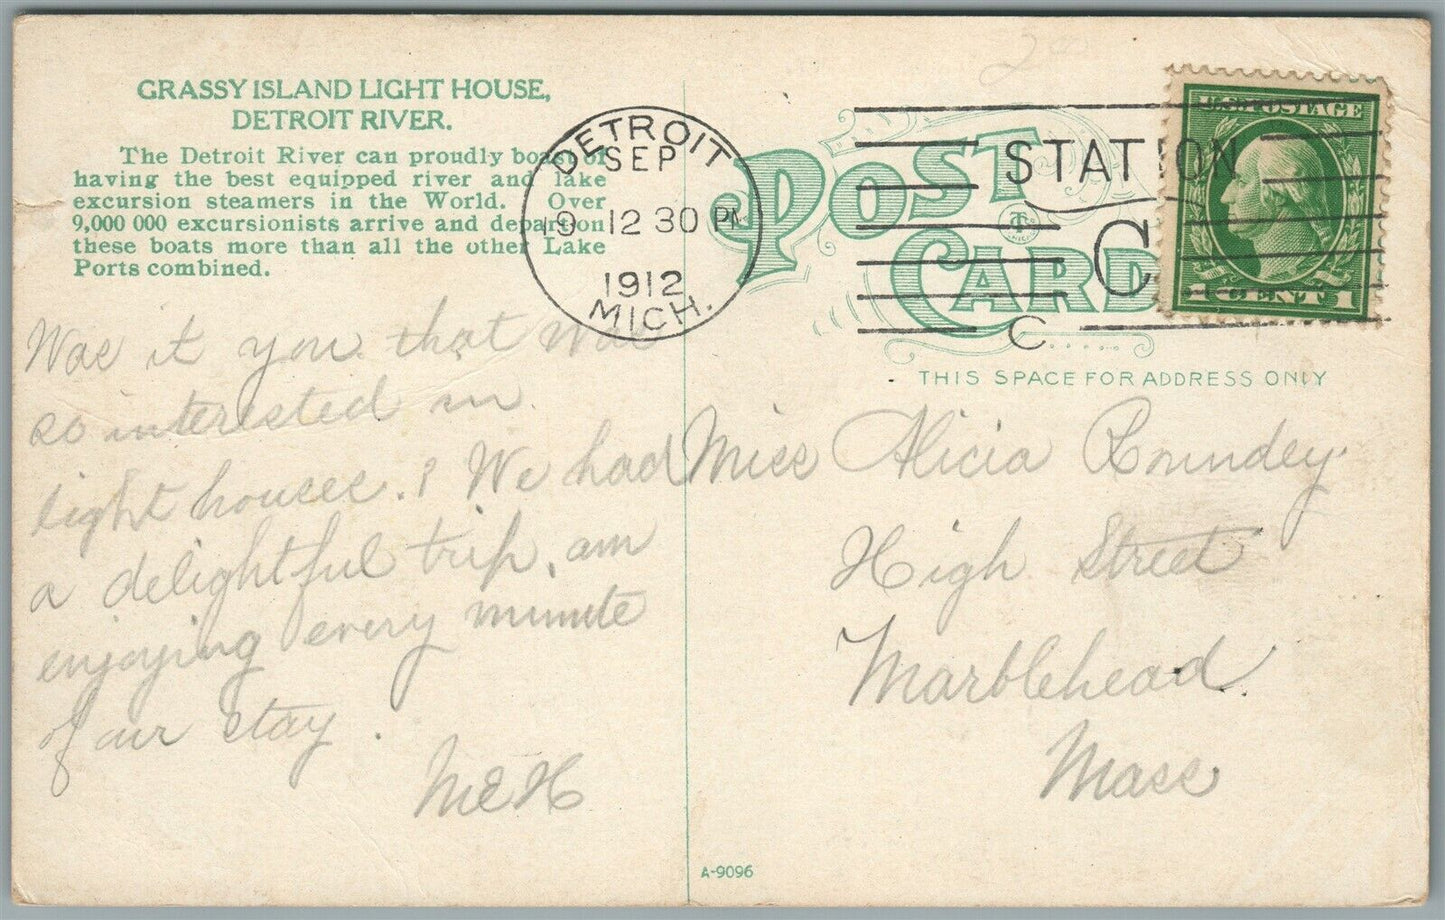 GRASSY ISLAND LIGHT HOUSE,
DETROIT RIVER.
The Detroit River can proudly boast of
having the best equipped river and lake
excursion steamers in the World. Over
9,000 000 excursionists arrive and depart on
these boats more than all the other Lake
Ports combined.
Was it you that was
so interested in
light houses.? We had
a delightful trip, am
enjoying every minute
of our stay.
MEH
DETROIT
SEP
19 12 30 PM
1912
MICH.
POST
CARD
STATION
C
C
U.S. POSTAGE
1 CENT 1
THIS SPACE FOR ADDRESS ONLY
Miss Alicia Roundey
High Street
Marblehead
Mass
A-9096